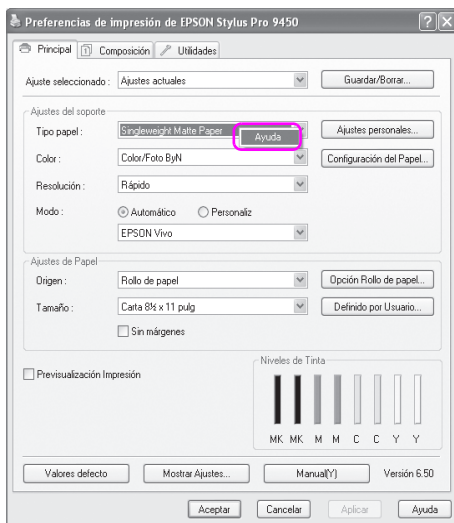 Preferencias de impresión de EPSON Stylus Pro 9450
Principal Composición Utilidades
Ajuste seleccionado : Ajustes actuales Guardar/Borrar...
Ajustes del soporte
Tipo papel : Singleweight Matte Paper Ayuda Ajustes personales...
Color : Color/Foto ByN Configuración del Papel...
Resolución : Rápido
Modo : Automático Personaliz
EPSON Vivo
Ajustes de Papel
Origen : Rollo de papel Opción Rollo de papel...
Tamaño : Carta 8½ x 11 pulg Definido por Usuario...
Sin márgenes
Niveles de Tinta
Previsualización Impresión
MK MK M M C C Y Y
Valores defecto Mostrar Ajustes... Manual(Y) Versión 6.50
Aceptar Cancelar Aplicar Ayuda